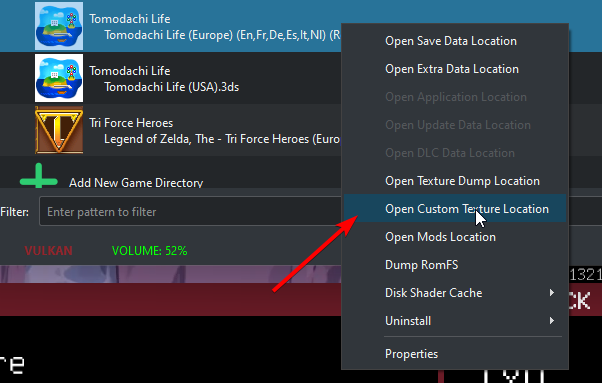 Tomodachi Life
Tomodachi Life (Europe) (En,Fr,De,Es,It,Nl) (R
Tomodachi Life
Tomodachi Life (USA).3ds
Tri Force Heroes
Legend of Zelda, The - Tri Force Heroes (Euro
Add New Game Directory
Filter:
Enter pattern to filter
VULKAN
VOLUME: 52%
Open Save Data Location
Open Extra Data Location
Open Application Location
Open Update Data Location
Open DLC Data Location
Open Texture Dump Location
Open Custom Texture Location
Open Mods Location
Dump RomFS
Disk Shader Cache
Uninstall
Properties
1321
CK
re